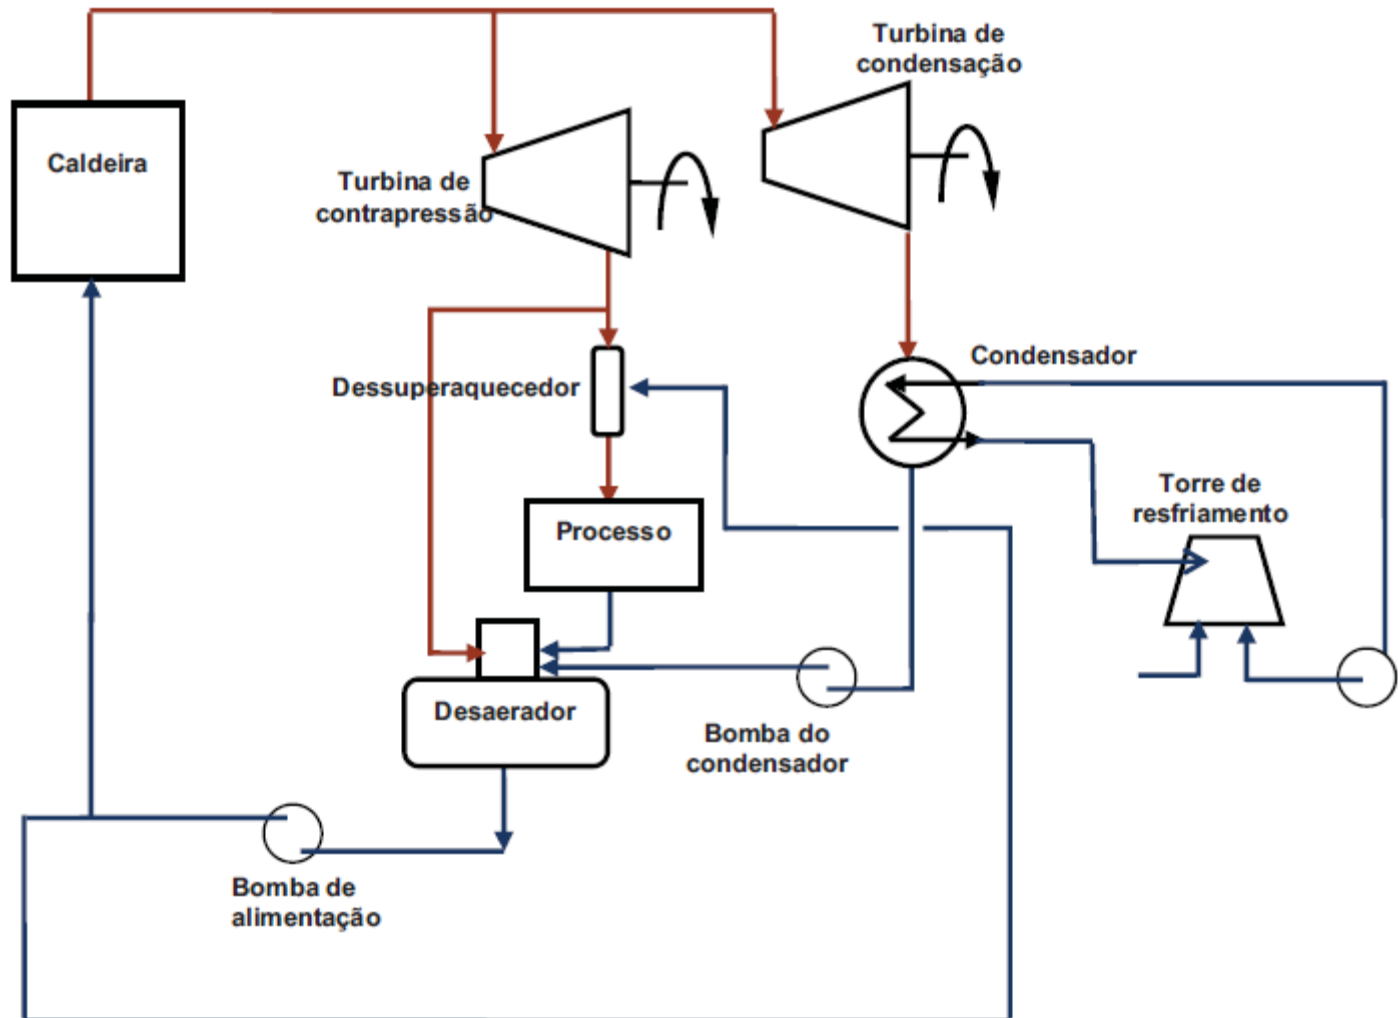 Turbina de
condensação
Caldeira
Turbina de
contrapressão
Condensador
Dessuperaquecedor
Torre de
resfriamento
Processo
Desaerador
Bomba do
condensador
Bomba de
alimentação